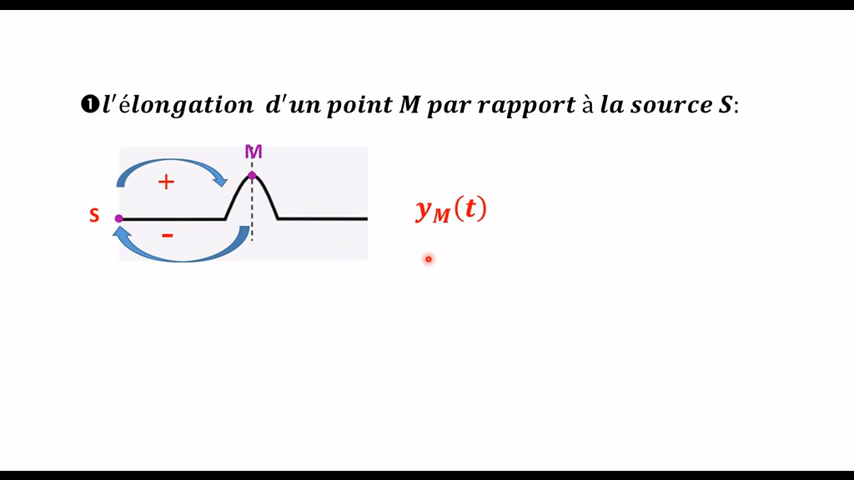 ❶l'élongation d'un point M par rapport à la source S:
M
+
S
-
y_M(t)